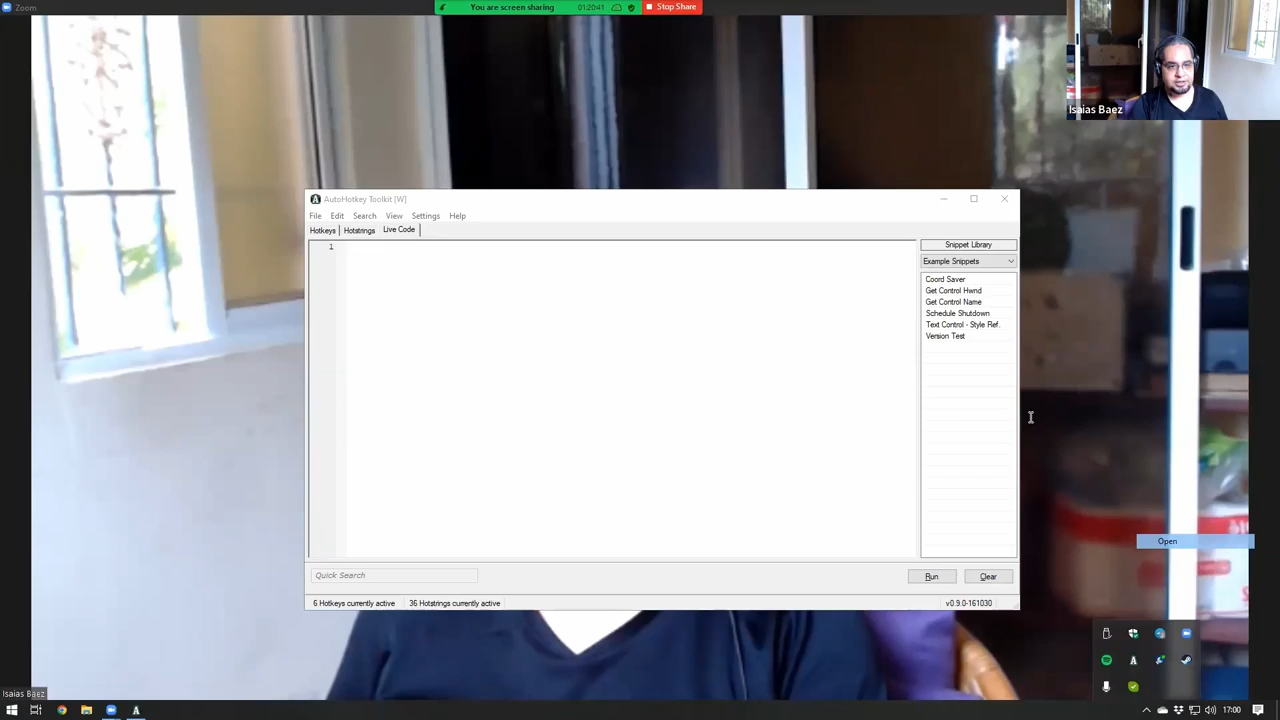 Zoom
You are screen sharing
01:20:41
Stop Share
Isaias Baez
AutoHotkey Toolkit [W]
File Edit Search View Settings Help
Hotkeys Hotstrings Live Code
1
Snippet Library
Example Snippets
Coord Saver
Get Control Hwnd
Get Control Name
Schedule Shutdown
Text Control - Style Ref.
Version Test
Open
Quick Search
Run Clear
6 Hotkeys currently active 36 Hotstrings currently active v0.9.0-161030
Isaias Baez
17:00